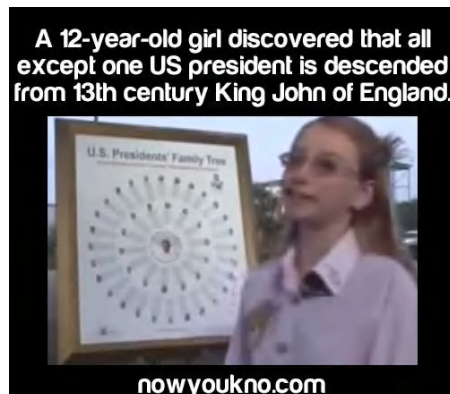 A 12-year-old girl discovered that all
except one US president is descended
from 13th century King John of England.
U.S. Presidents' Family Tree
nowyoukno.com